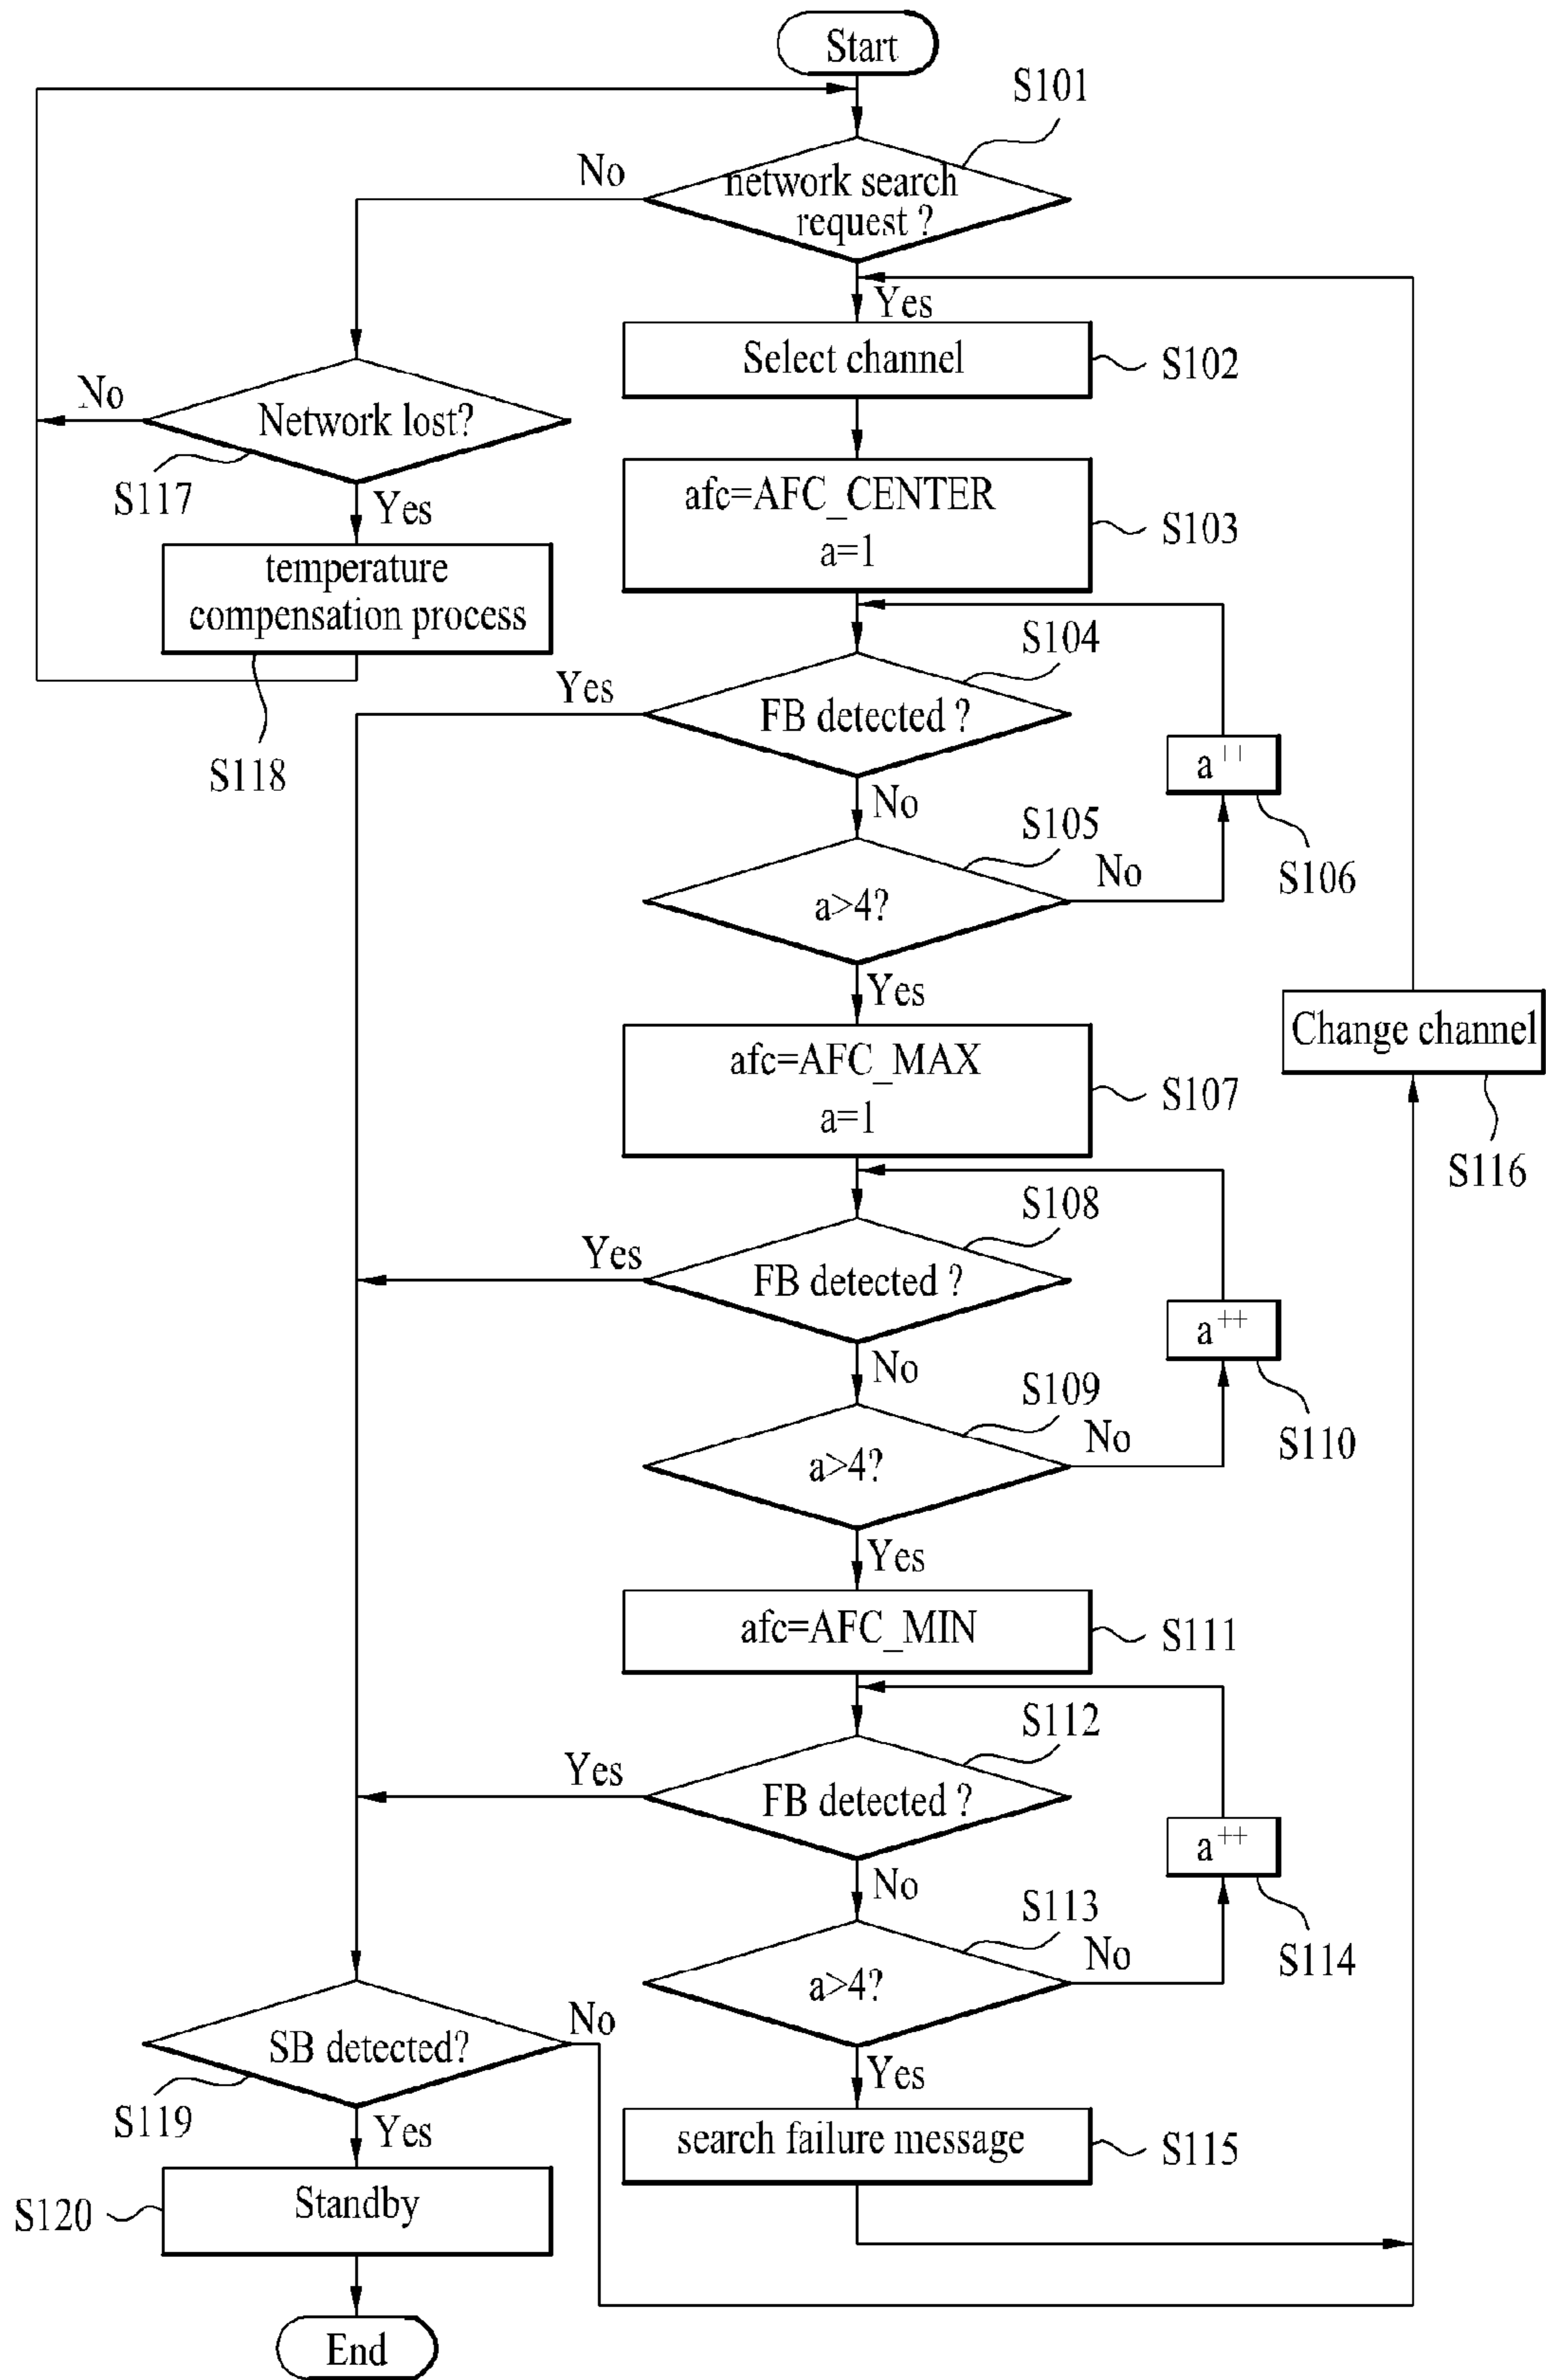 Start
S101
No
network search
request ?
Yes
Select channel
S102
No
Network lost?
S117
Yes
afc=AFC_CENTER
a=1
S103
temperature
compensation process
S118
S104
Yes
FB detected ?
a++
S106
No
S105
a>4?
No
Yes
Change channel
S116
afc=AFC_MAX
a=1
S107
S108
Yes
FB detected ?
a++
S110
No
S109
a>4?
No
Yes
afc=AFC_MIN
S111
S112
Yes
FB detected ?
a++
S114
No
S113
a>4?
No
SB detected?
No
S119
Yes
Yes
search failure message
S115
Standby
S120
End